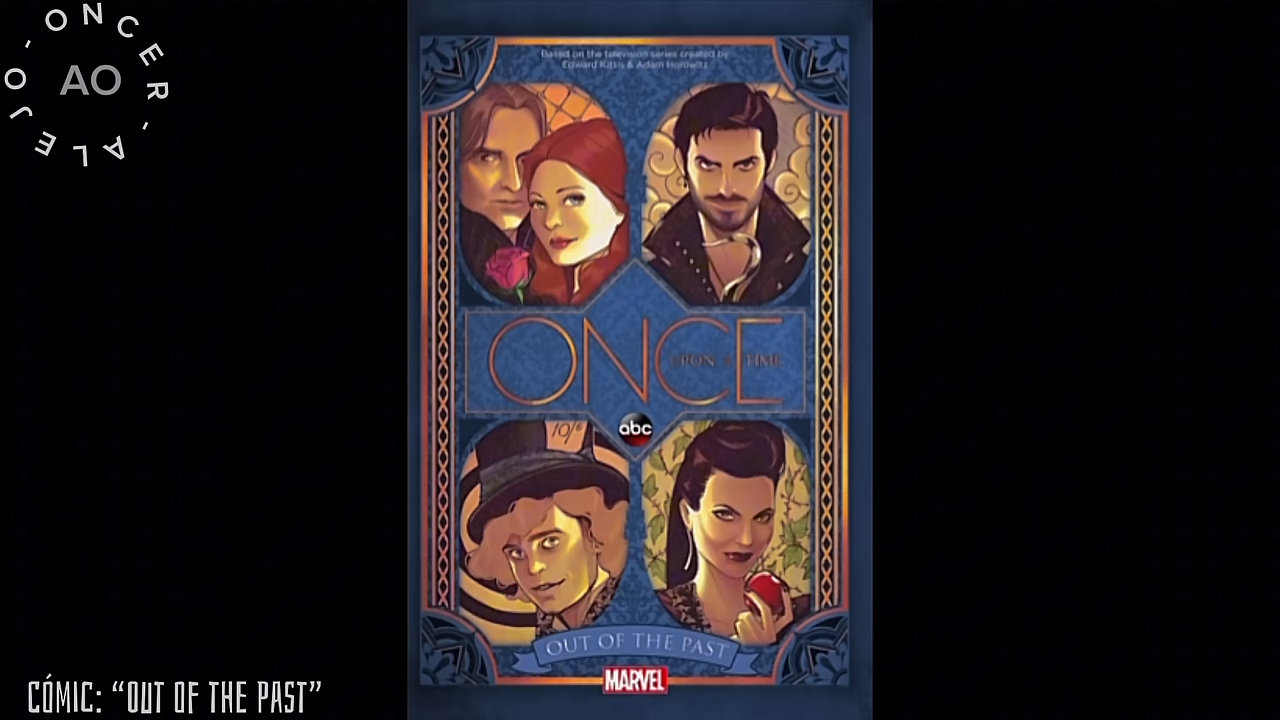 ONCER-ALEJO-
AO
Based on the television series created by
Edward Kitsis & Adam Horowitz
ONCE
UPON A TIME
abc
10/6
OUT OF THE PAST
MARVEL
CÓMIC: “OUT OF THE PAST”